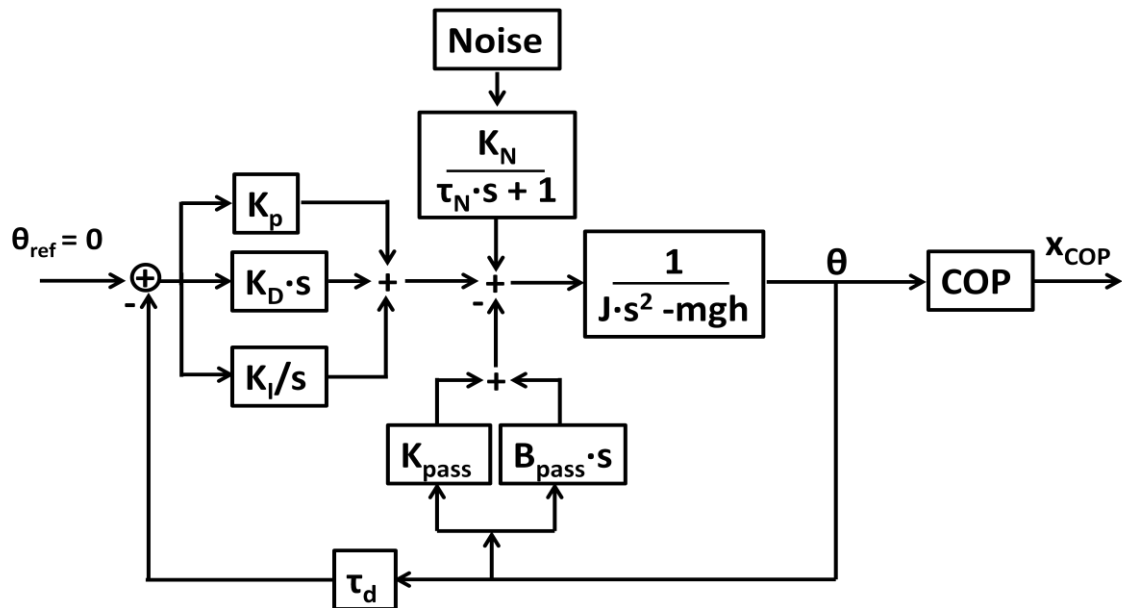 Noise
K_N
τ_N·s + 1
K_p
θ_ref = 0
+
-
K_D·s
+
+
-
1
J·s² -mgh
θ
COP
x_COP
K_I/s
+
K_pass
B_pass·s
τ_d